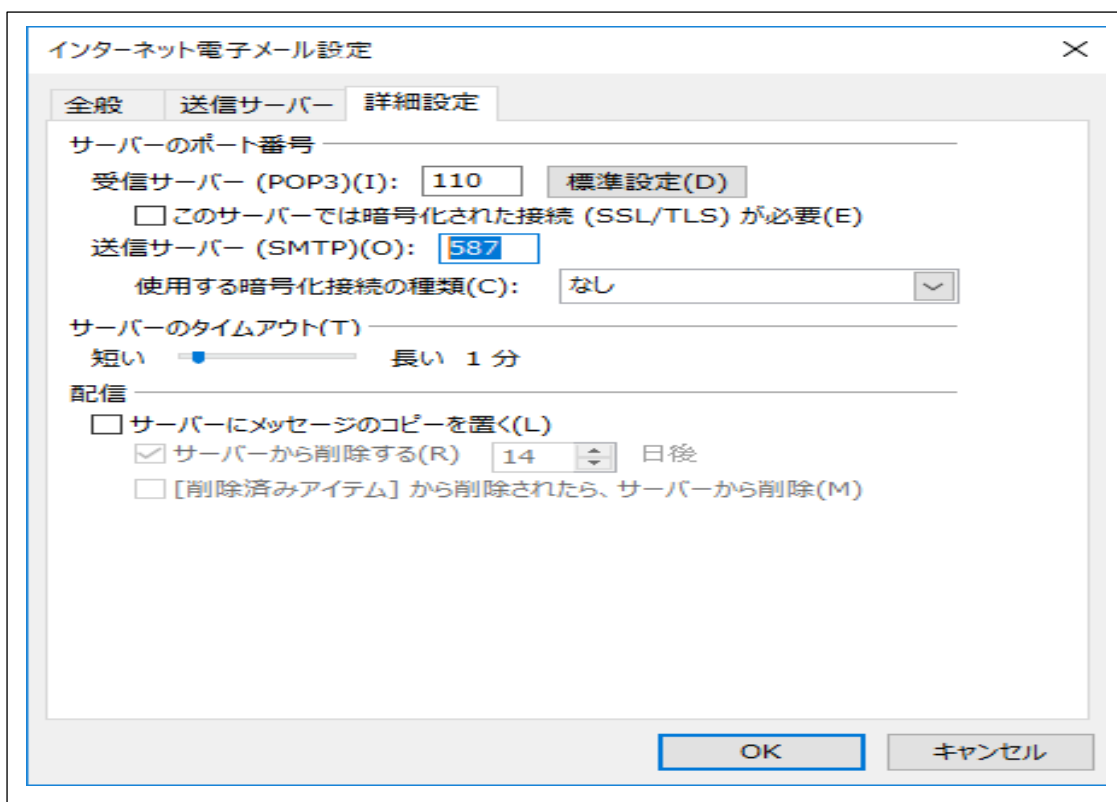 インターネット電子メール設定
全般 送信サーバー 詳細設定
サーバーのポート番号
受信サーバー (POP3)(I): 110 標準設定(D)
このサーバーでは暗号化された接続 (SSL/TLS) が必要(E)
送信サーバー (SMTP)(O): 587
使用する暗号化接続の種類(C): なし
サーバーのタイムアウト(T)
短い 長い 1 分
配信
サーバーにメッセージのコピーを置く(L)
サーバーから削除する(R) 14 日後
[削除済みアイテム] から削除されたら、サーバーから削除(M)
OK キャンセル